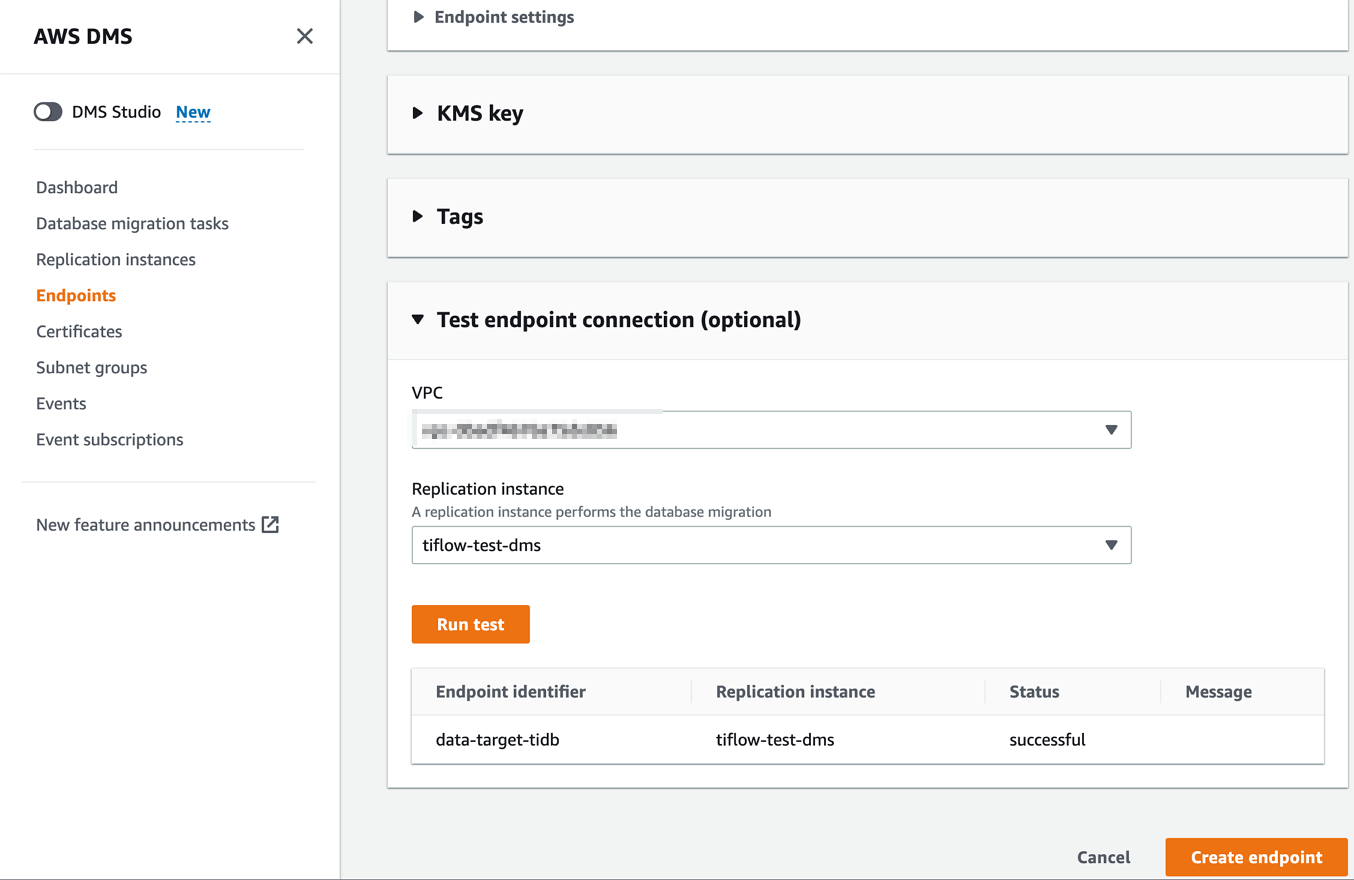 AWS DMS
DMS Studio New
Dashboard
Database migration tasks
Replication instances
Endpoints
Certificates
Subnet groups
Events
Event subscriptions
New feature announcements
Endpoint settings
KMS key
Tags
Test endpoint connection (optional)
VPC
Replication instance
A replication instance performs the database migration
tiflow-test-dms
Run test
Endpoint identifier Replication instance Status Message
data-target-tidb tiflow-test-dms successful
Cancel Create endpoint